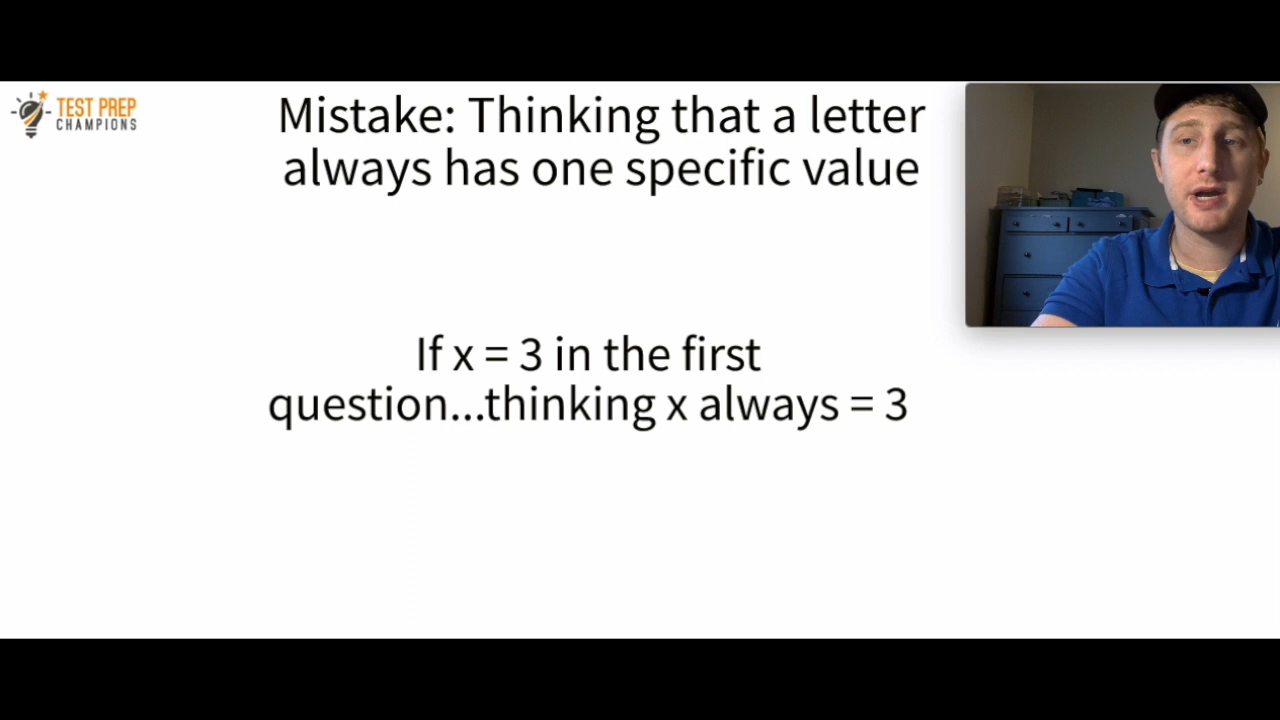 TEST PREP
CHAMPIONS
Mistake: Thinking that a letter
always has one specific value
If x = 3 in the first
question...thinking x always = 3